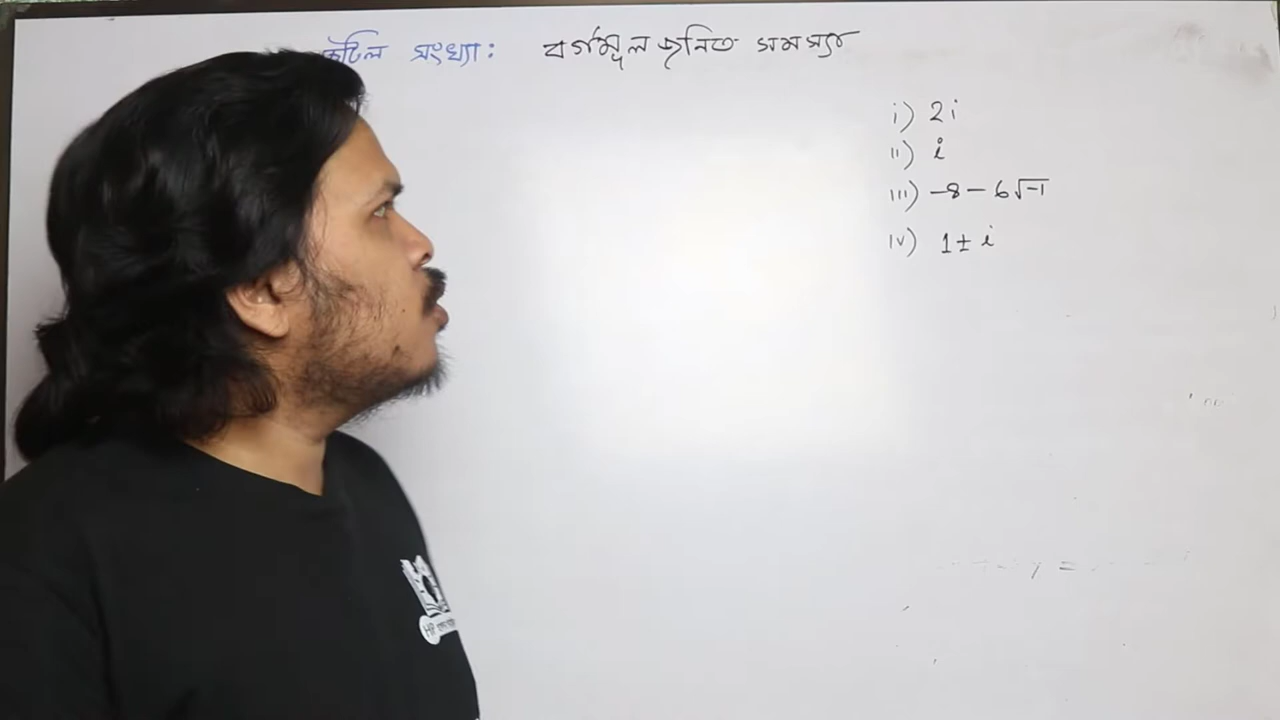 জটিল সংখ্যা: বর্গমূল জনিত সমস্যা
i) 2i
ii) i
iii) -8 - 6√-1
iv) 1 ± i